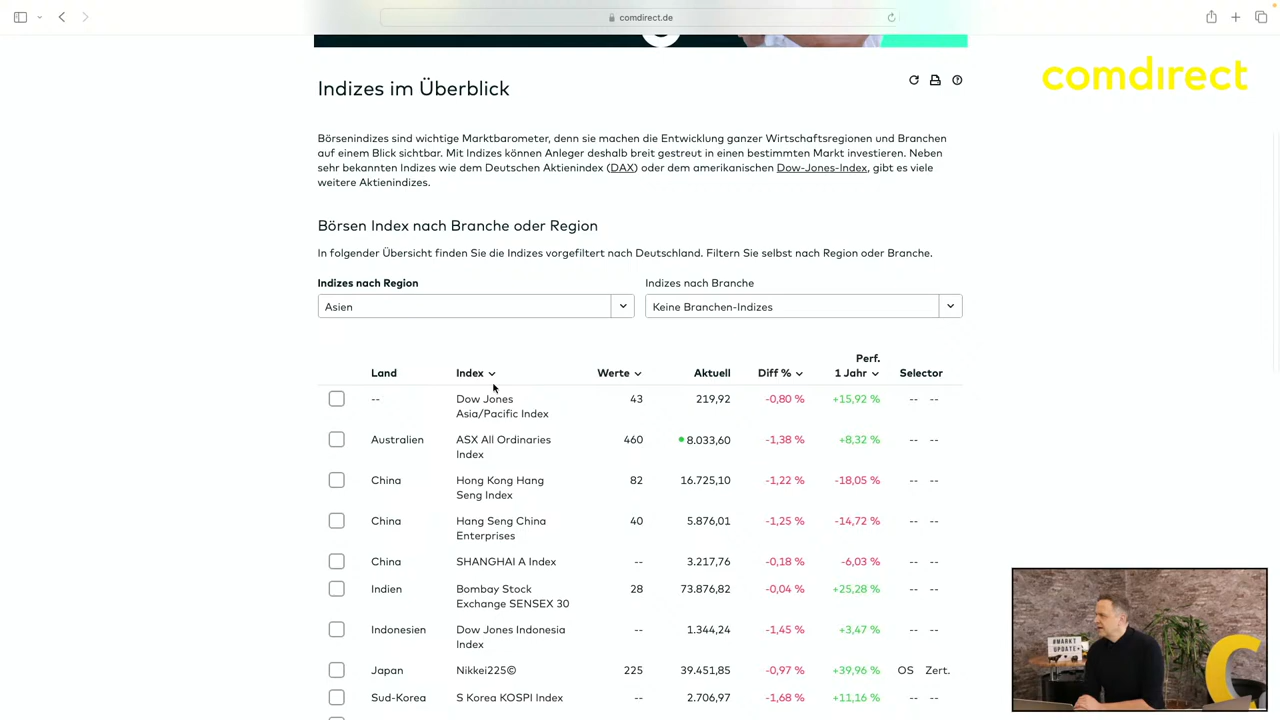 comdirect.de
comdirect
Indizes im Überblick
Börsenindizes sind wichtige Marktbarometer, denn sie machen die Entwicklung ganzer Wirtschaftsregionen und Branchen
auf einem Blick sichtbar. Mit Indizes können Anleger deshalb breit gestreut in einen bestimmten Markt investieren. Neben
sehr bekannten Indizes wie dem Deutschen Aktienindex (DAX) oder dem amerikanischen Dow-Jones-Index, gibt es viele
weitere Aktienindizes.
Börsen Index nach Branche oder Region
In folgender Übersicht finden Sie die Indizes vorgefiltert nach Deutschland. Filtern Sie selbst nach Region oder Branche.
Indizes nach Region Indizes nach Branche
Asien Keine Branchen-Indizes
Perf.
Land Index Werte Aktuell Diff % 1 Jahr Selector
-- Dow Jones 43 219,92 -0,80 % +15,92 % -- --
Asia/Pacific Index
Australien ASX All Ordinaries 460 8.033,60 -1,38 % +8,32 % -- --
Index
China Hong Kong Hang 82 16.725,10 -1,22 % -18,05 % -- --
Seng Index
China Hang Seng China 40 5.876,01 -1,25 % -14,72 % -- --
Enterprises
China SHANGHAI A Index -- 3.217,76 -0,18 % -6,03 % -- --
Indien Bombay Stock 28 73.876,82 -0,04 % +25,28 % -- --
Exchange SENSEX 30
Indonesien Dow Jones Indonesia -- 1.344,24 -1,45 % +3,47 % -- --
Index
Japan Nikkei225© 225 39.451,85 -0,97 % +39,96 % OS Zert.
Sud-Korea S Korea KOSPI Index -- 2.706,97 -1,68 % +11,16 % -- --
#MARKT
UPDATE